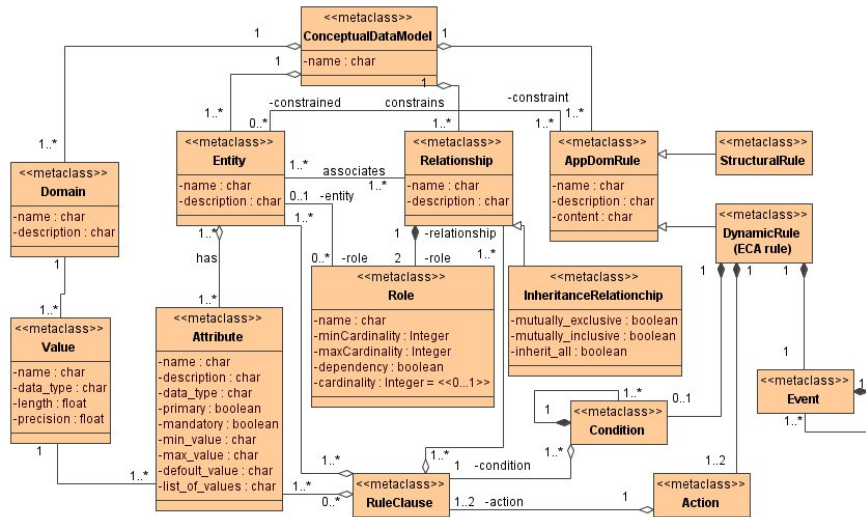 <<metaclass>>
ConceptualDataModel
-name : char
1
1
1
1
1..*
1..*
1..*
1..*
-constrained
constrains
-constraint
0..*
1..*
<<metaclass>>
Domain
-name : char
-description : char
<<metaclass>>
Entity
-name : char
-description : char
<<metaclass>>
Relationship
-name : char
-description : char
<<metaclass>>
AppDomRule
-name : char
-description : char
-content : char
<<metaclass>>
StructuralRule
<<metaclass>>
DynamicRule
(ECA rule)
1..*
associates
1..*
0..1
-entity
1..*
1..*
has
1..*
0..*
-role
1
-relationship
2
-role
1..*
1
1..*
1
1
1
<<metaclass>>
Value
-name : char
-data_type : char
-length : float
-precision : float
<<metaclass>>
Attribute
-name : char
-description : char
-data_type : char
-primary : boolean
-mandatory : boolean
-min_value : char
-max_value : char
-defoult_value : char
-list_of_values : char
<<metaclass>>
Role
-name : char
-minCardinality : Integer
-maxCardinality : Integer
-dependency : boolean
-cardinality : Integer = <<0...1>>
<<metaclass>>
InheritanceRelationship
-mutually_exclusive : boolean
-mutually_inclusive : boolean
-inherit_all : boolean
1
<<metaclass>>
Event
1
1..*
1..*
1
<<metaclass>>
Condition
0..1
1..*
1
1..*
1..*
0..*
1..*
1..*
<<metaclass>>
RuleClause
1
-condition
1..2
-action
1
1..2
<<metaclass>>
Action